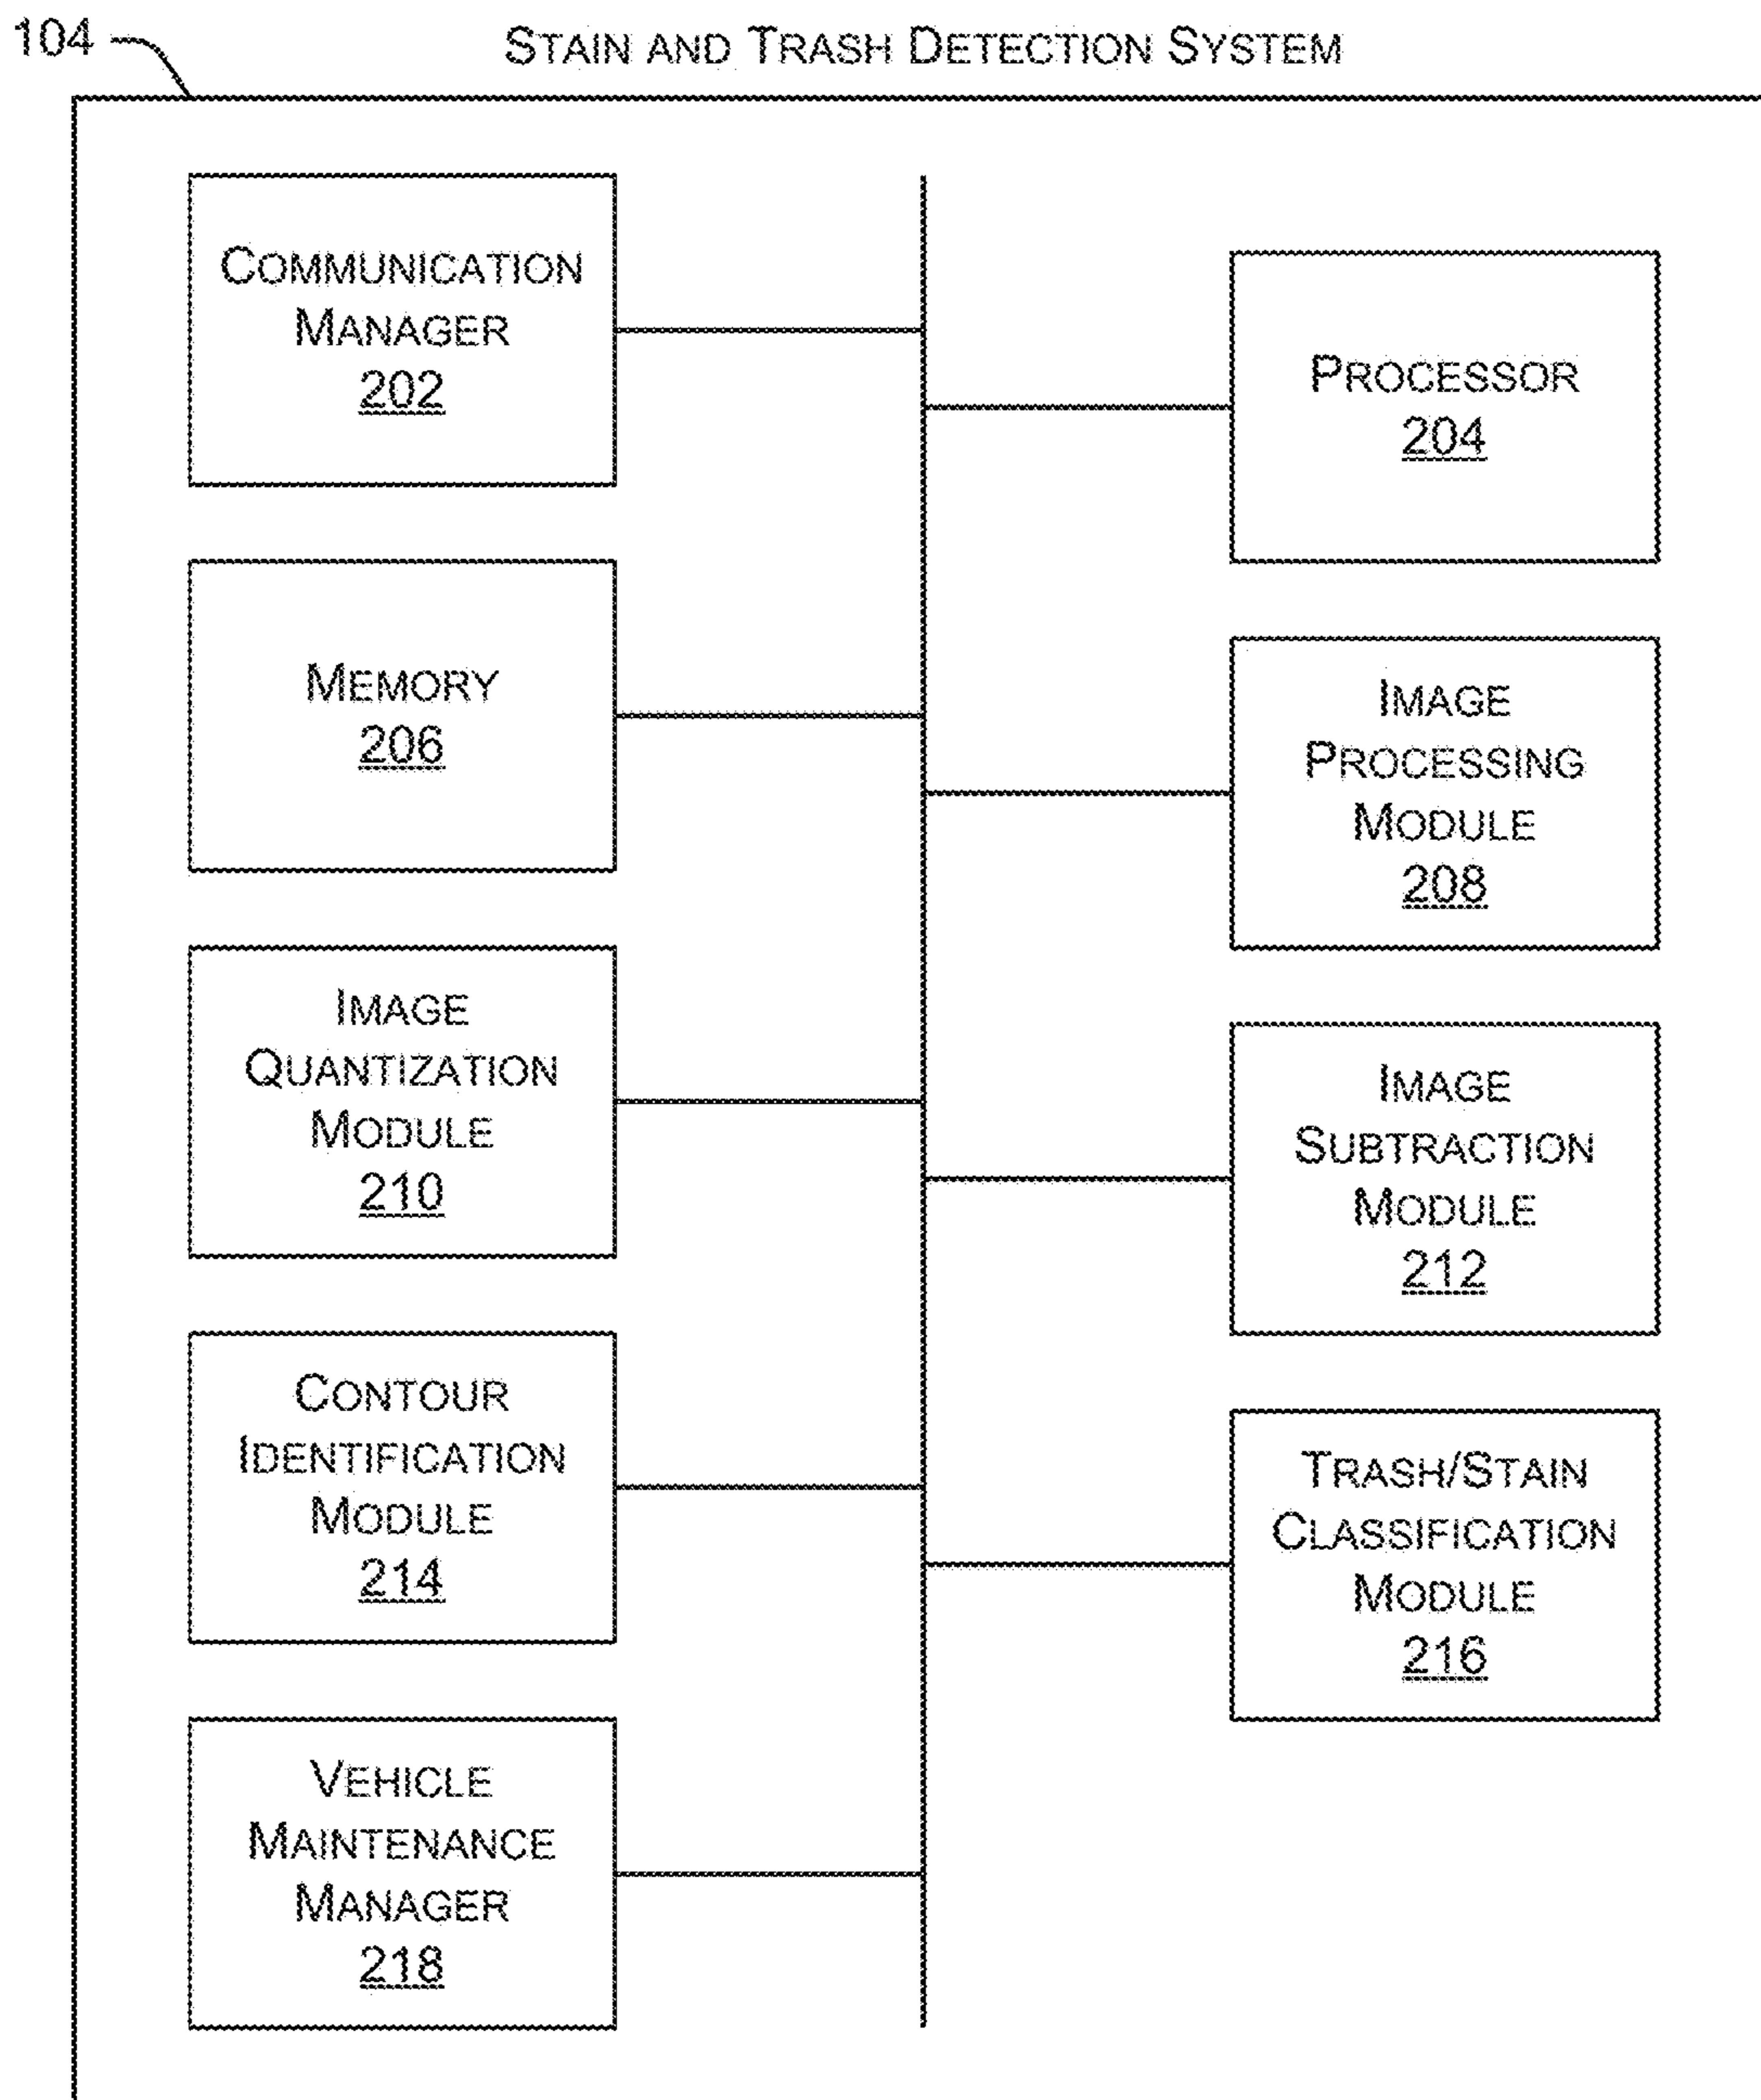 104
STAIN AND TRASH DETECTION SYSTEM
COMMUNICATION
MANAGER
202
PROCESSOR
204
MEMORY
206
IMAGE
PROCESSING
MODULE
208
IMAGE
QUANTIZATION
MODULE
210
IMAGE
SUBTRACTION
MODULE
212
CONTOUR
IDENTIFICATION
MODULE
214
TRASH/STAIN
CLASSIFICATION
MODULE
216
VEHICLE
MAINTENANCE
MANAGER
218